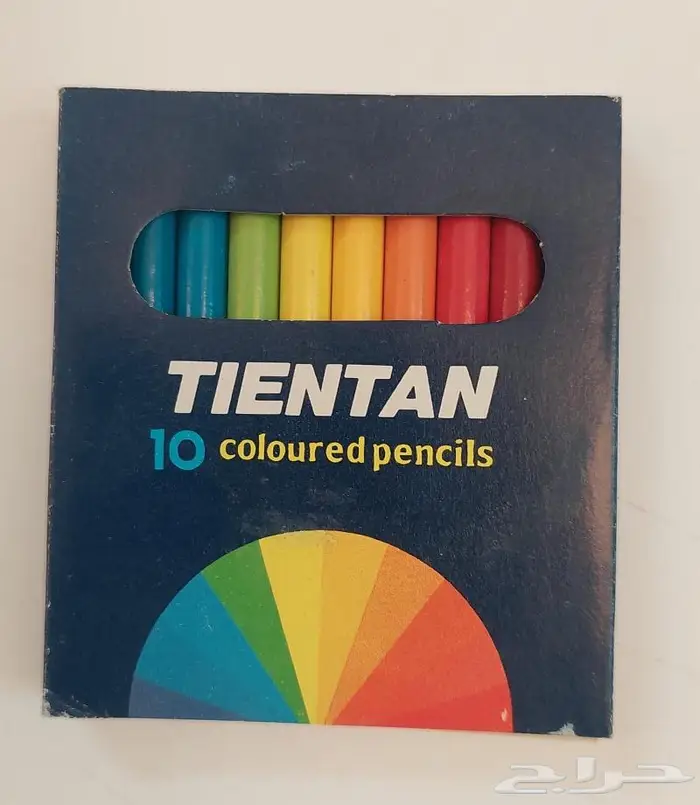 TIENTAN
10 coloured pencils
حراج